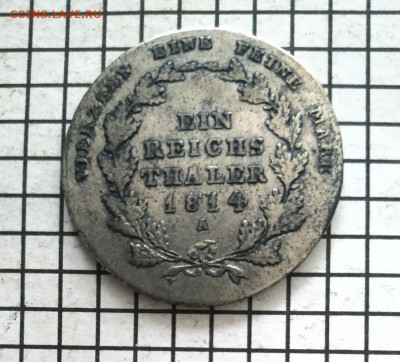 COINS.LAVE.RU
VIERZEHN EINE FEINE MARK
EIN
REICHS
THALER
1814
A